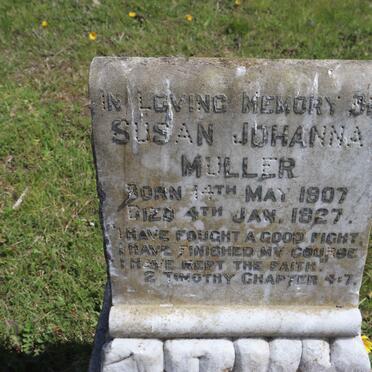 IN LOVING MEMORY OF
SUSAN JOHANNA
MULLER
BORN 14TH MAY 1907
DIED 4TH JAN. 1927.
I HAVE FOUGHT A GOOD FIGHT,
I HAVE FINISHED MY COURSE
I HAVE KEPT THE FAITH.
2 TIMOTHY CHAPTER 4:7.